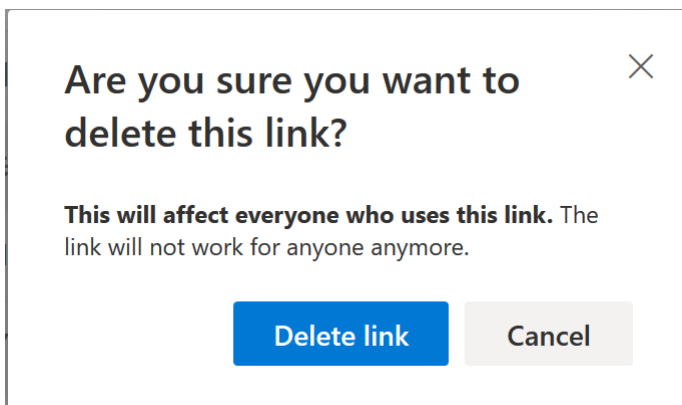 Are you sure you want to
delete this link?
This will affect everyone who uses this link. The
link will not work for anyone anymore.
Delete link
Cancel